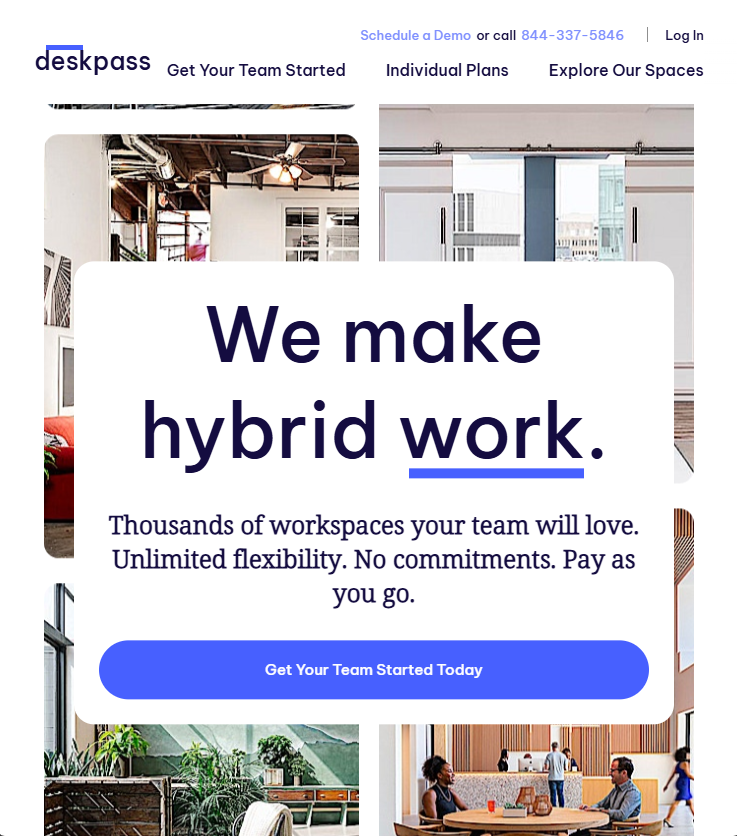 Schedule a Demo or call 844-337-5846 Log In
deskpass
Get Your Team Started Individual Plans Explore Our Spaces
We make
hybrid work.
Thousands of workspaces your team will love.
Unlimited flexibility. No commitments. Pay as
you go.
Get Your Team Started Today